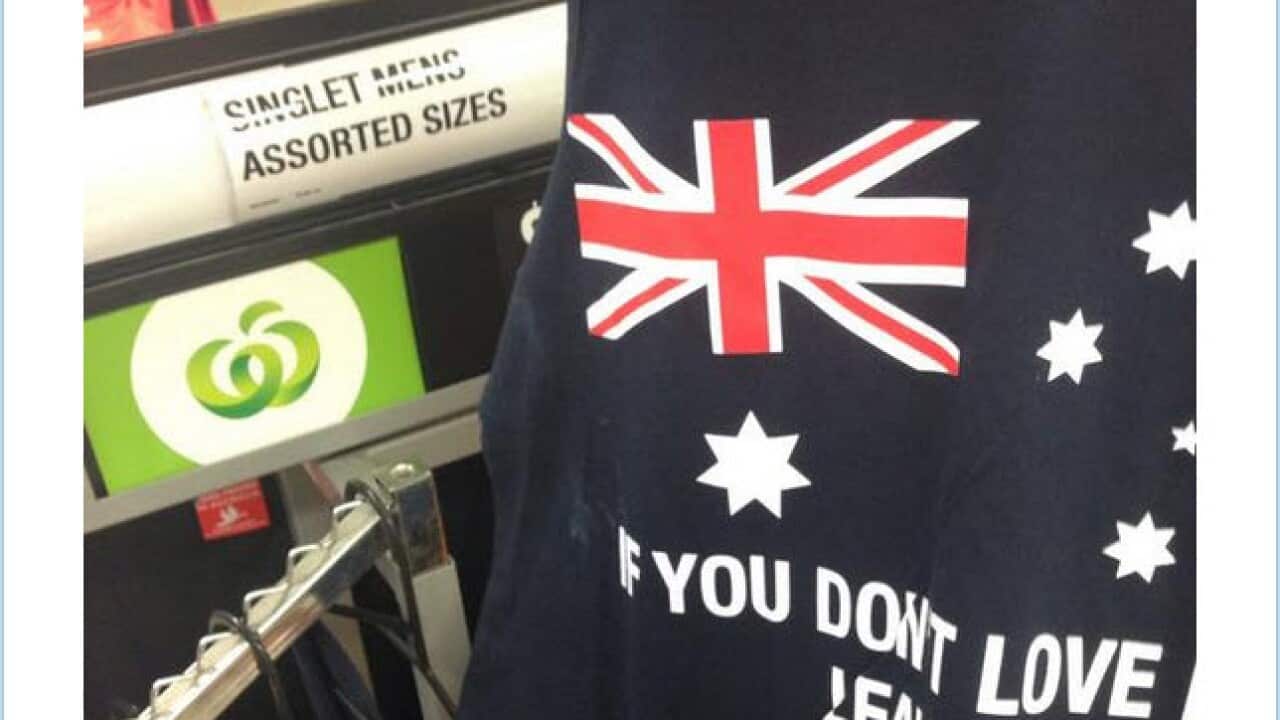 SINGLET MENS
ASSORTED SIZES
IF YOU DON'T LOVE